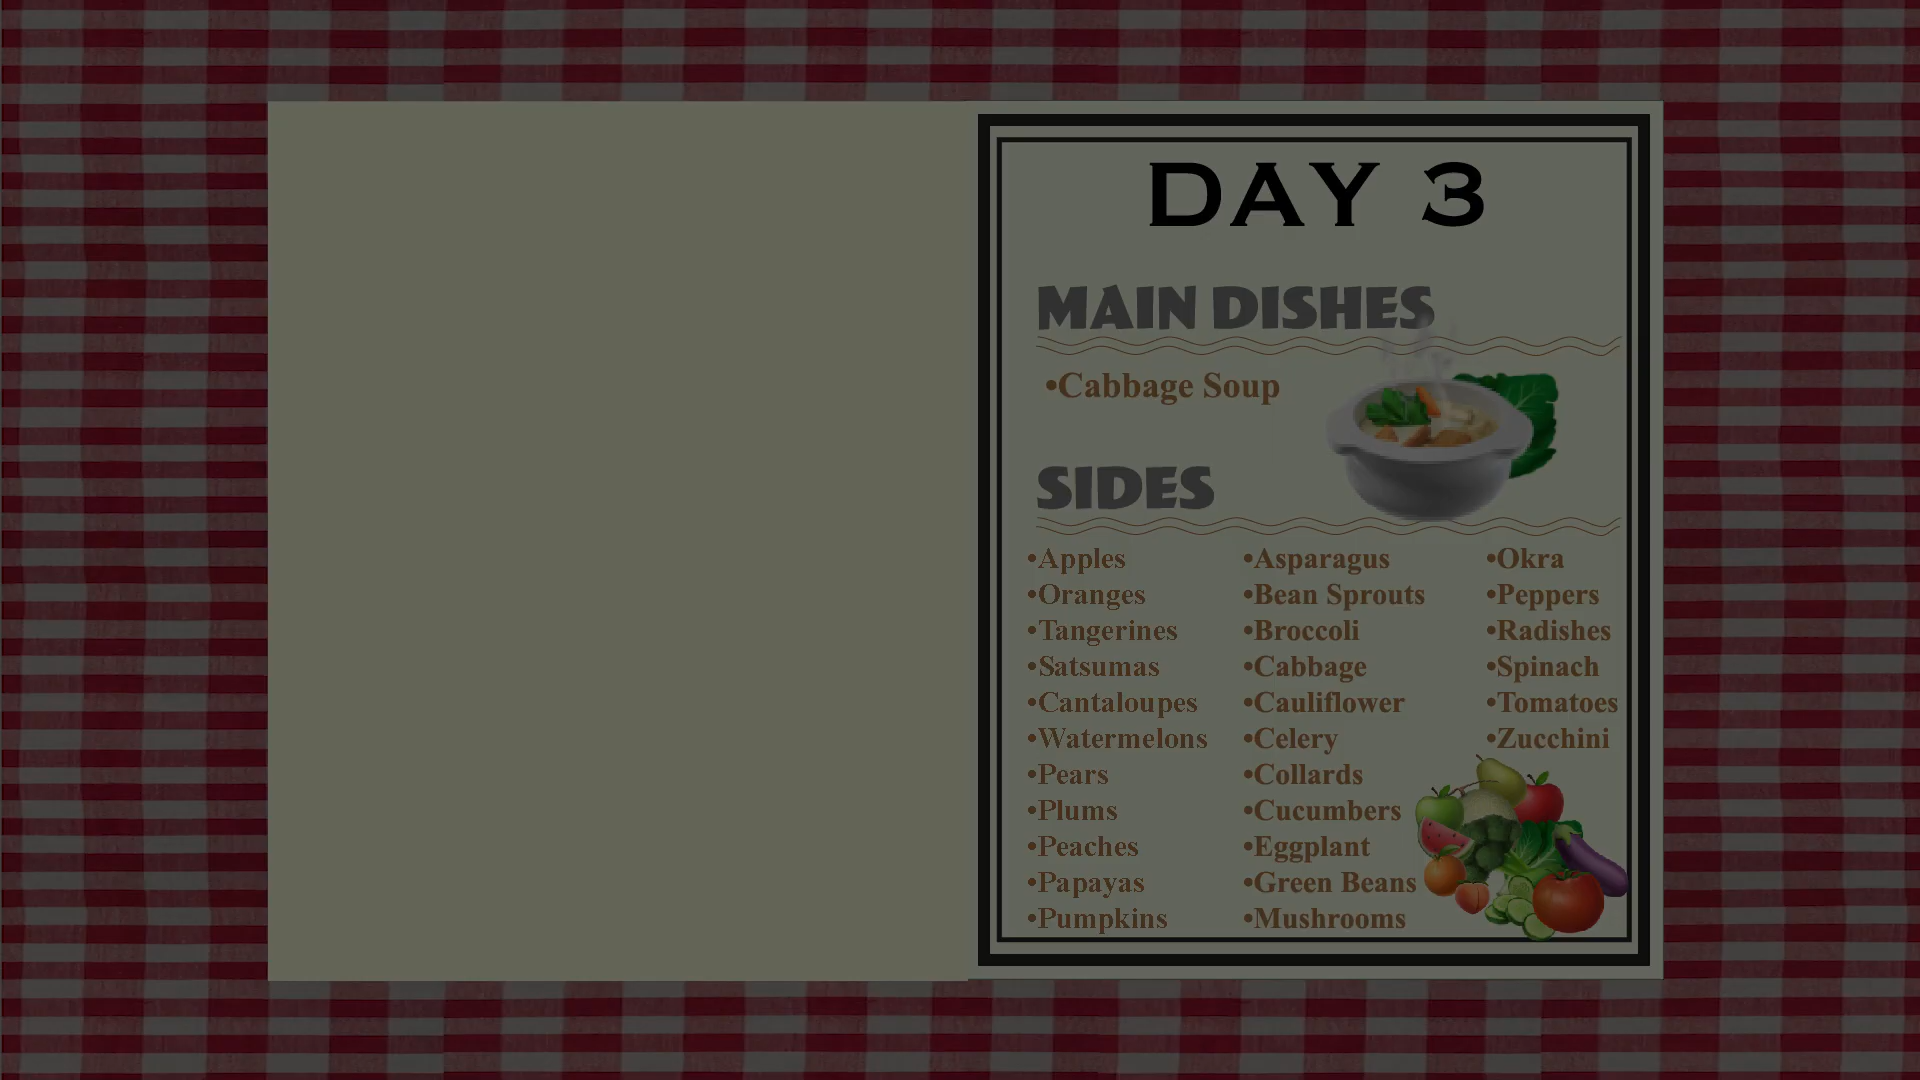 DAY 3
MAIN DISHES
•Cabbage Soup
SIDES
•Apples
•Oranges
•Tangerines
•Satsumas
•Cantaloupes
•Watermelons
•Pears
•Plums
•Peaches
•Papayas
•Pumpkins
•Asparagus
•Bean Sprouts
•Broccoli
•Cabbage
•Cauliflower
•Celery
•Collards
•Cucumbers
•Eggplant
•Green Beans
•Mushrooms
•Okra
•Peppers
•Radishes
•Spinach
•Tomatoes
•Zucchini